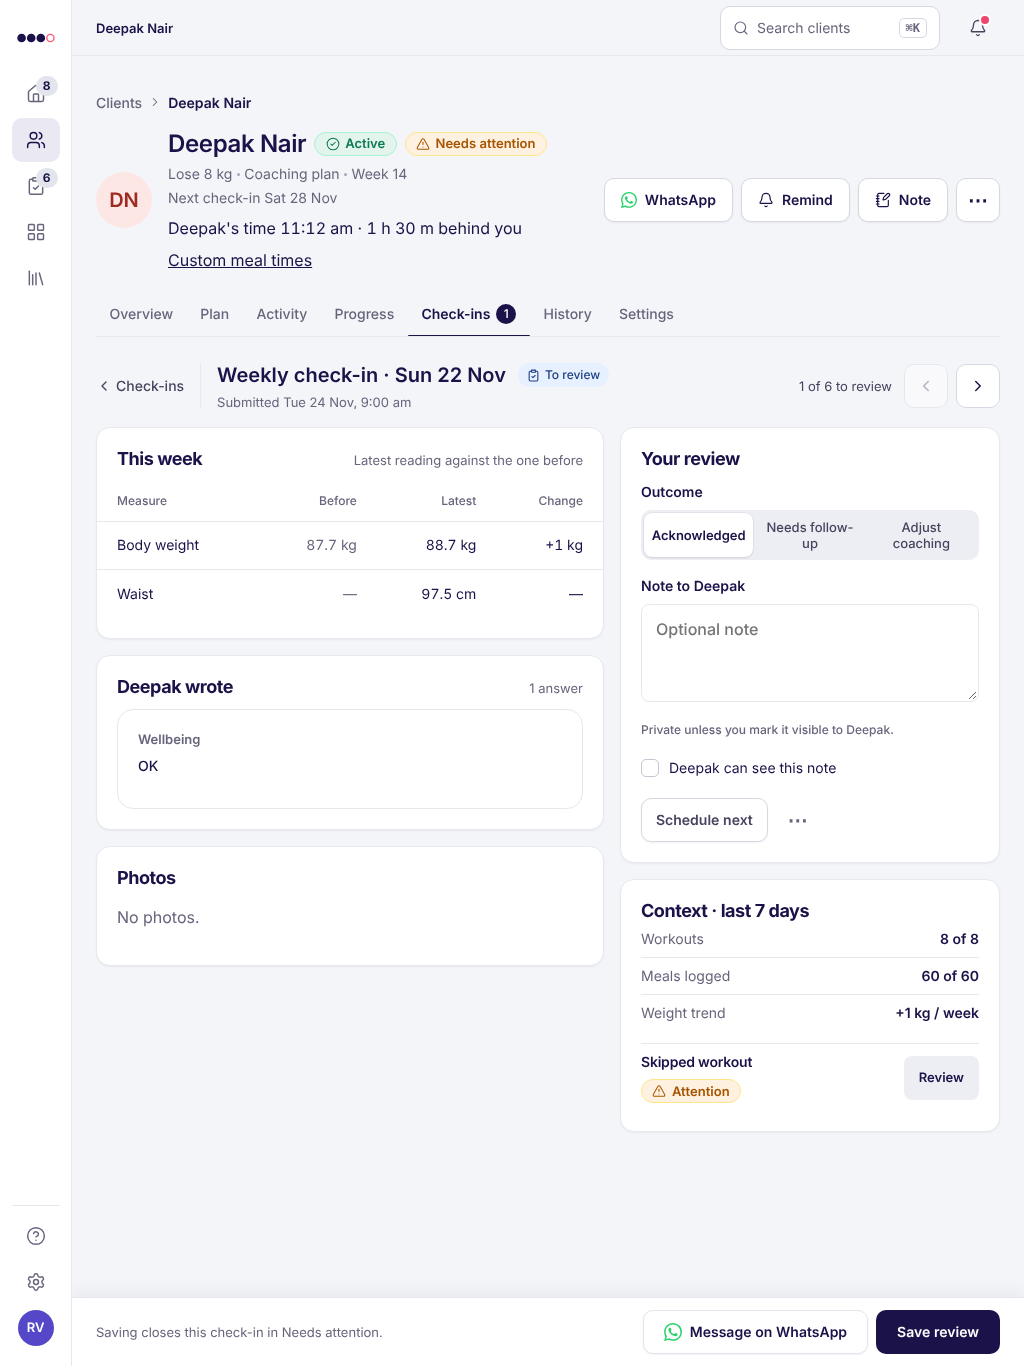 Deepak Nair
Search clients
⌘K
8
6
Clients
Deepak Nair
DN
Deepak Nair
Active
Needs attention
Lose 8 kg · Coaching plan · Week 14
Next check-in Sat 28 Nov
Deepak's time 11:12 am · 1 h 30 m behind you
Custom meal times
WhatsApp
Remind
Note
Overview
Plan
Activity
Progress
Check-ins 1
History
Settings
Check-ins
Weekly check-in · Sun 22 Nov
To review
Submitted Tue 24 Nov, 9:00 am
1 of 6 to review
This week
Latest reading against the one before
Measure Before Latest Change
Body weight 87.7 kg 88.7 kg +1 kg
Waist — 97.5 cm —
Deepak wrote
1 answer
Wellbeing
OK
Photos
No photos.
Your review
Outcome
Acknowledged
Needs follow-
up
Adjust
coaching
Note to Deepak
Optional note
Private unless you mark it visible to Deepak.
Deepak can see this note
Schedule next
Context · last 7 days
Workouts 8 of 8
Meals logged 60 of 60
Weight trend +1 kg / week
Skipped workout
Attention
Review
RV
Saving closes this check-in in Needs attention.
Message on WhatsApp
Save review